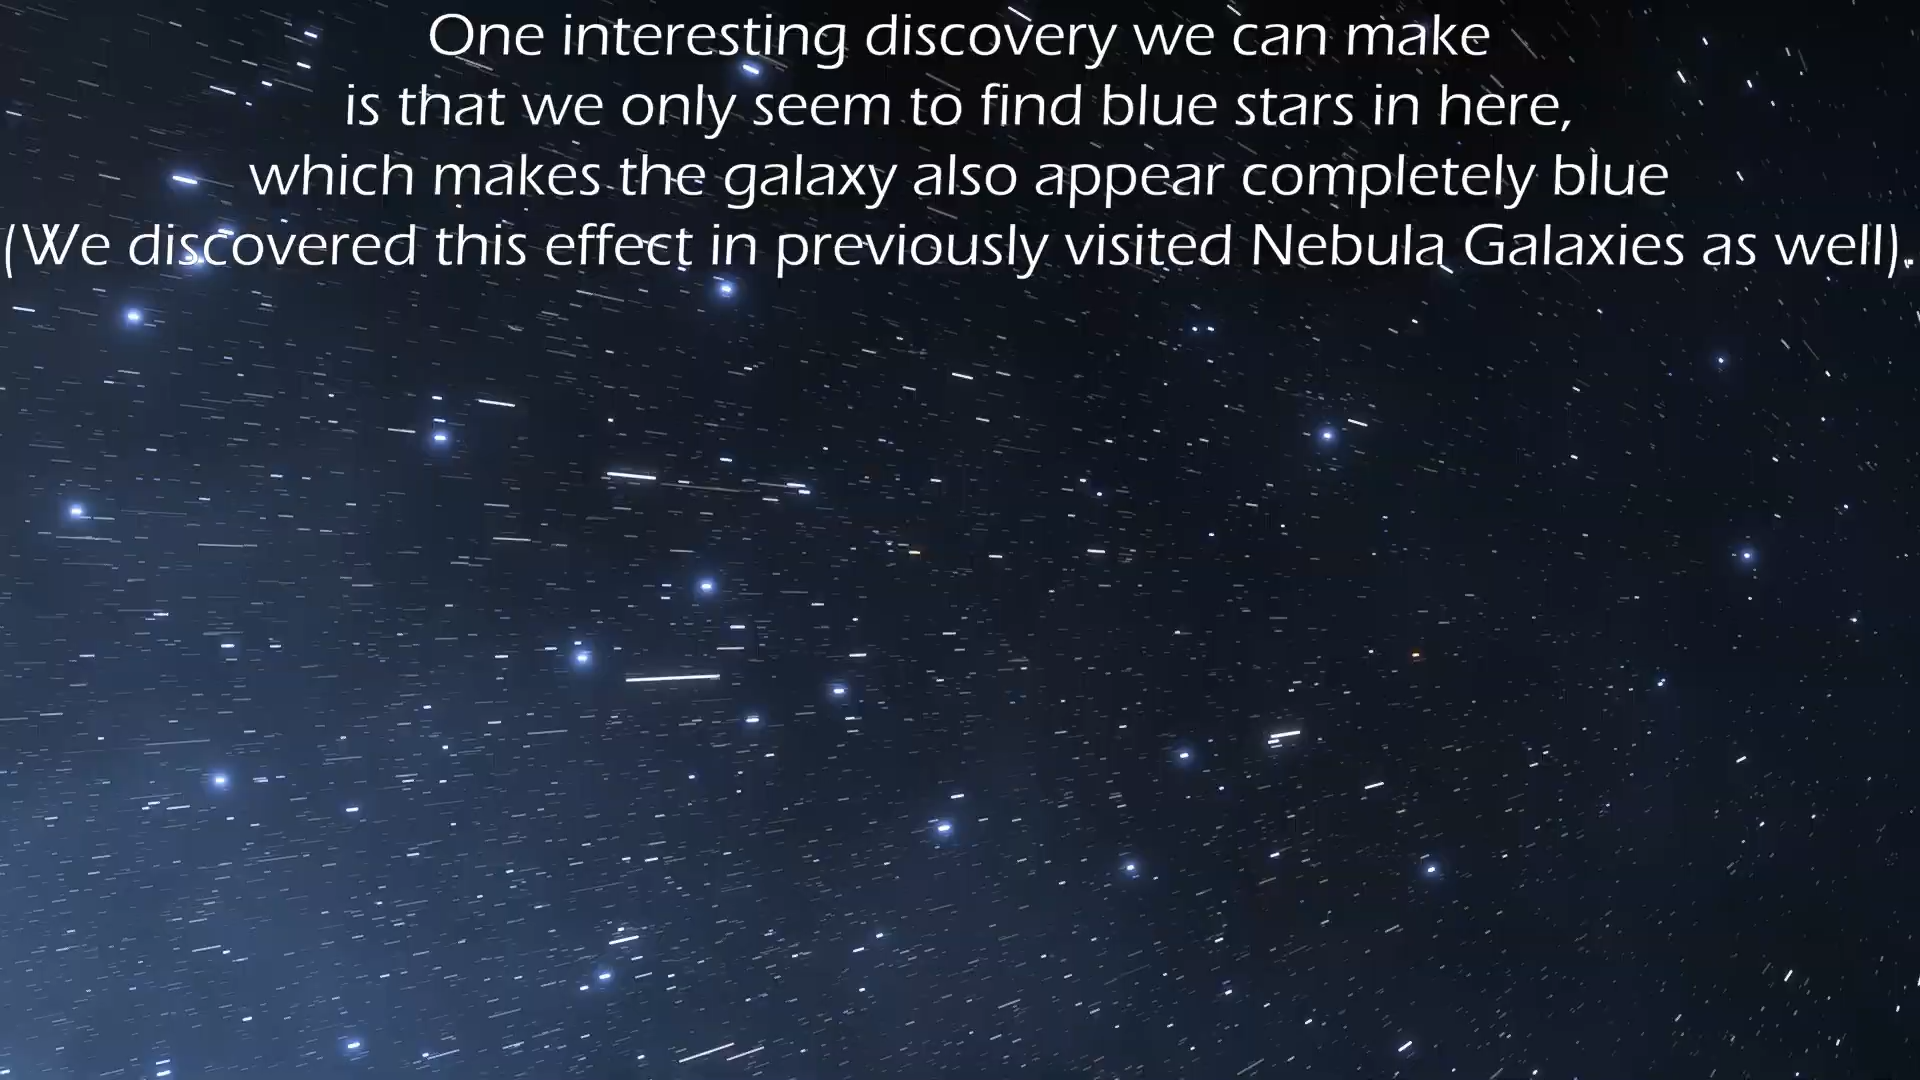 One interesting discovery we can make
is that we only seem to find blue stars in here,
which makes the galaxy also appear completely blue
(We discovered this effect in previously visited Nebula Galaxies as well).